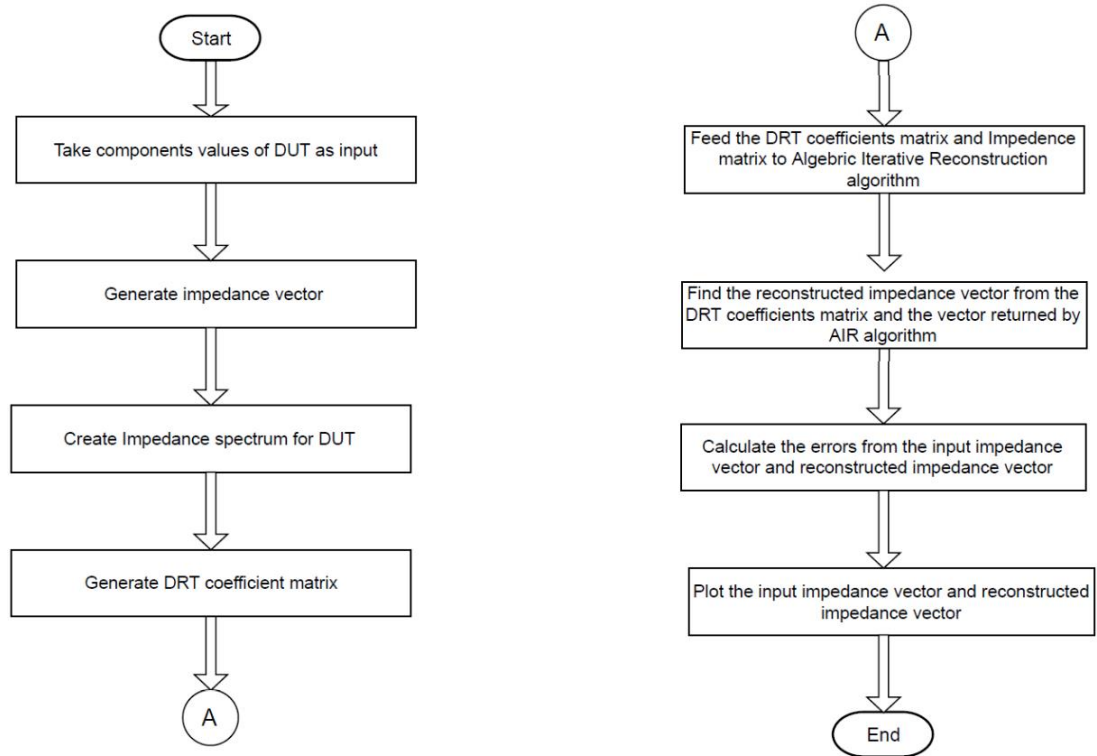 Start
Take components values of DUT as input
Generate impedance vector
Create Impedance spectrum for DUT
Generate DRT coefficient matrix
A
A
Feed the DRT coefficients matrix and Impedence
matrix to Algebric Iterative Reconstruction
algorithm
Find the reconstructed impedance vector from the
DRT coefficients matrix and the vector returned by
AIR algorithm
Calculate the errors from the input impedance
vector and reconstructed impedance vector
Plot the input impedance vector and reconstructed
impedance vector
End